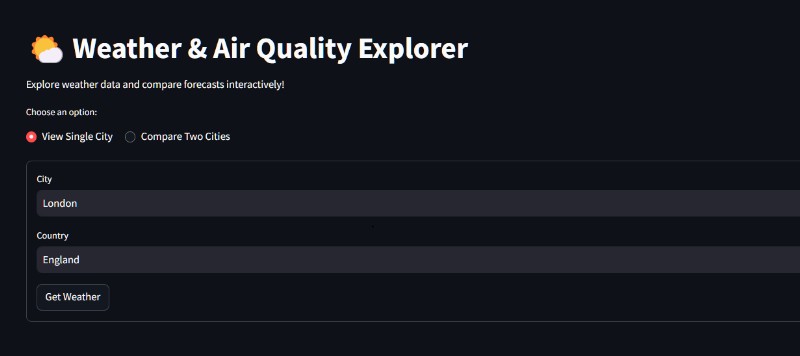 Weather & Air Quality Explorer
Explore weather data and compare forecasts interactively!
Choose an option:
View Single City Compare Two Cities
City
London
Country
England
Get Weather